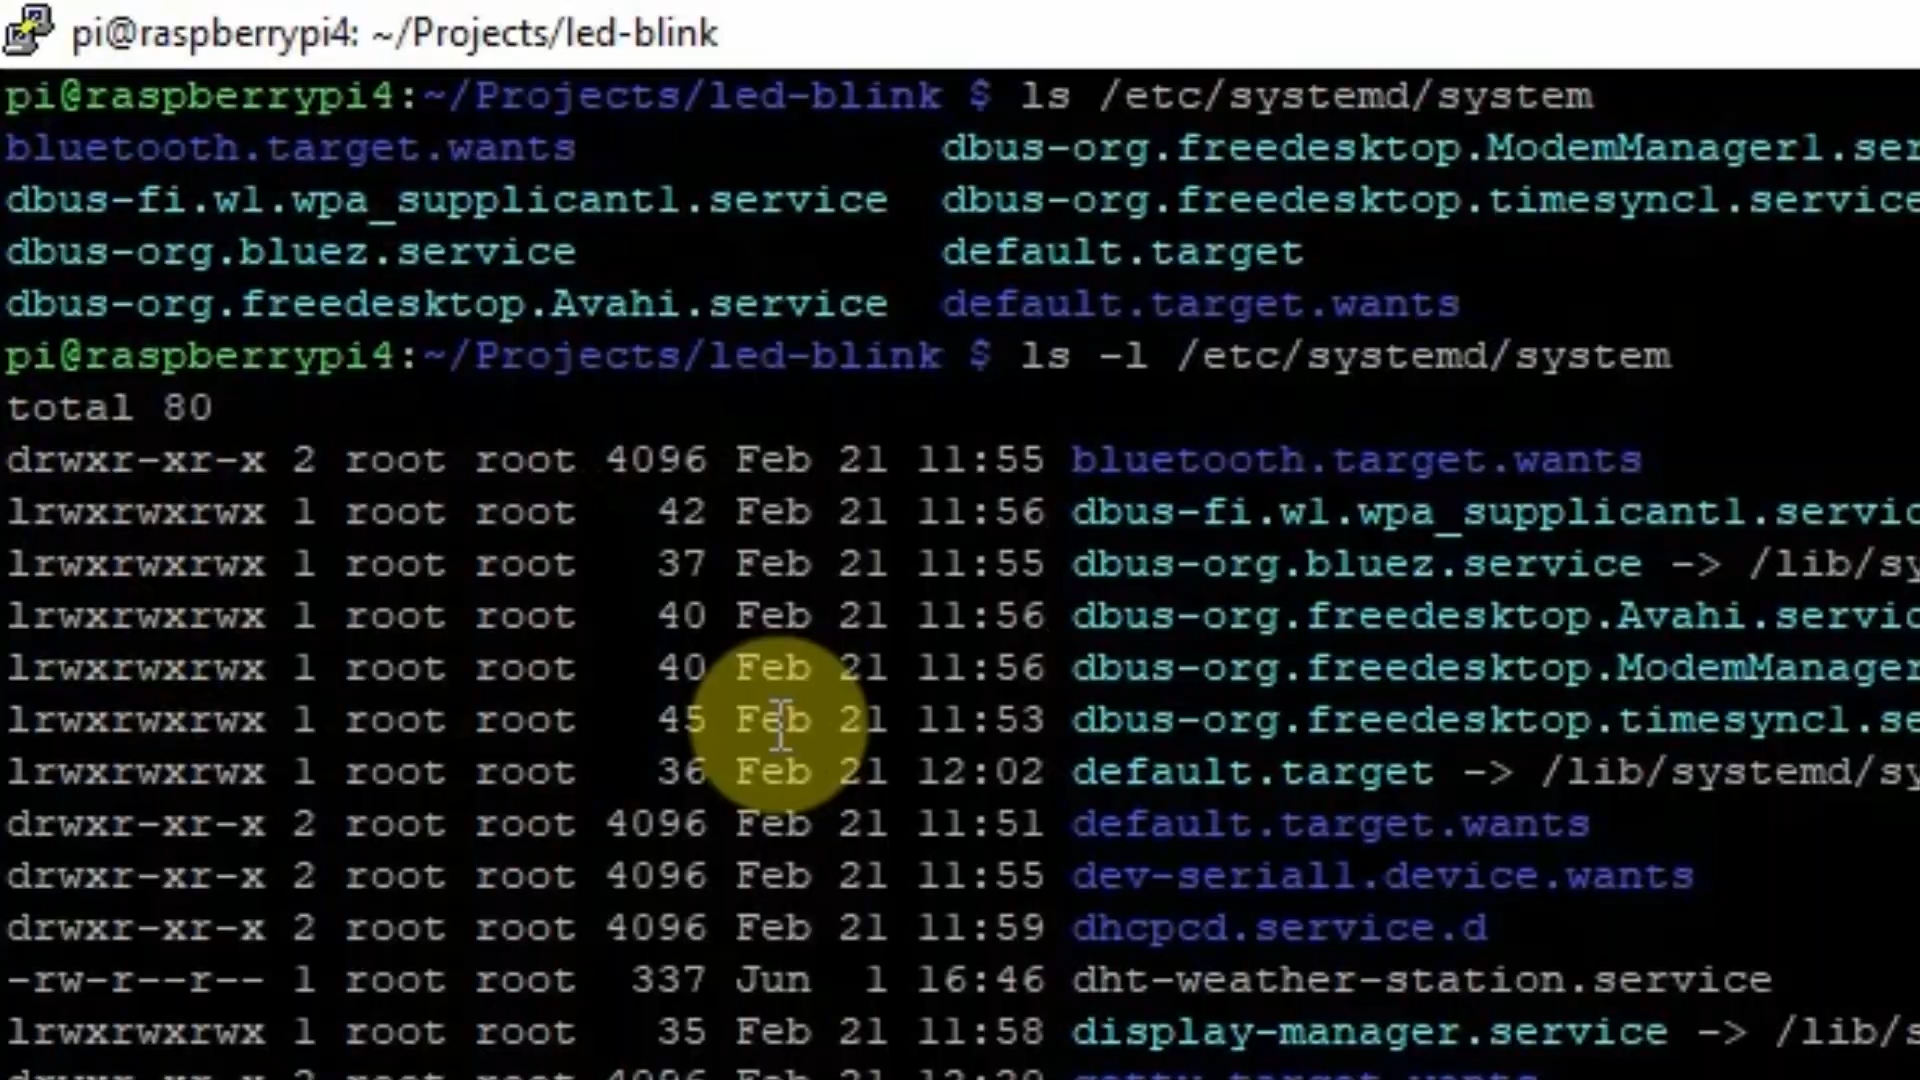 pi@raspberrypi4: ~/Projects/led-blink
pi@raspberrypi4:~/Projects/led-blink $ ls /etc/systemd/system
bluetooth.target.wants dbus-org.freedesktop.ModemManager1.ser
dbus-fi.w1.wpa_supplicant1.service dbus-org.freedesktop.timesync1.service
dbus-org.bluez.service default.target
dbus-org.freedesktop.Avahi.service default.target.wants
pi@raspberrypi4:~/Projects/led-blink $ ls -l /etc/systemd/system
total 80
drwxr-xr-x 2 root root 4096 Feb 21 11:55 bluetooth.target.wants
lrwxrwxrwx 1 root root 42 Feb 21 11:56 dbus-fi.w1.wpa_supplicant1.servic
lrwxrwxrwx 1 root root 37 Feb 21 11:55 dbus-org.bluez.service -> /lib/sy
lrwxrwxrwx 1 root root 40 Feb 21 11:56 dbus-org.freedesktop.Avahi.servic
lrwxrwxrwx 1 root root 40 Feb 21 11:56 dbus-org.freedesktop.ModemManager
lrwxrwxrwx 1 root root 45 Feb 21 11:53 dbus-org.freedesktop.timesync1.se
lrwxrwxrwx 1 root root 36 Feb 21 12:02 default.target -> /lib/systemd/sy
drwxr-xr-x 2 root root 4096 Feb 21 11:51 default.target.wants
drwxr-xr-x 2 root root 4096 Feb 21 11:55 dev-serial1.device.wants
drwxr-xr-x 2 root root 4096 Feb 21 11:59 dhcpcd.service.d
-rw-r--r-- 1 root root 337 Jun 1 16:46 dht-weather-station.service
lrwxrwxrwx 1 root root 35 Feb 21 11:58 display-manager.service -> /lib/s